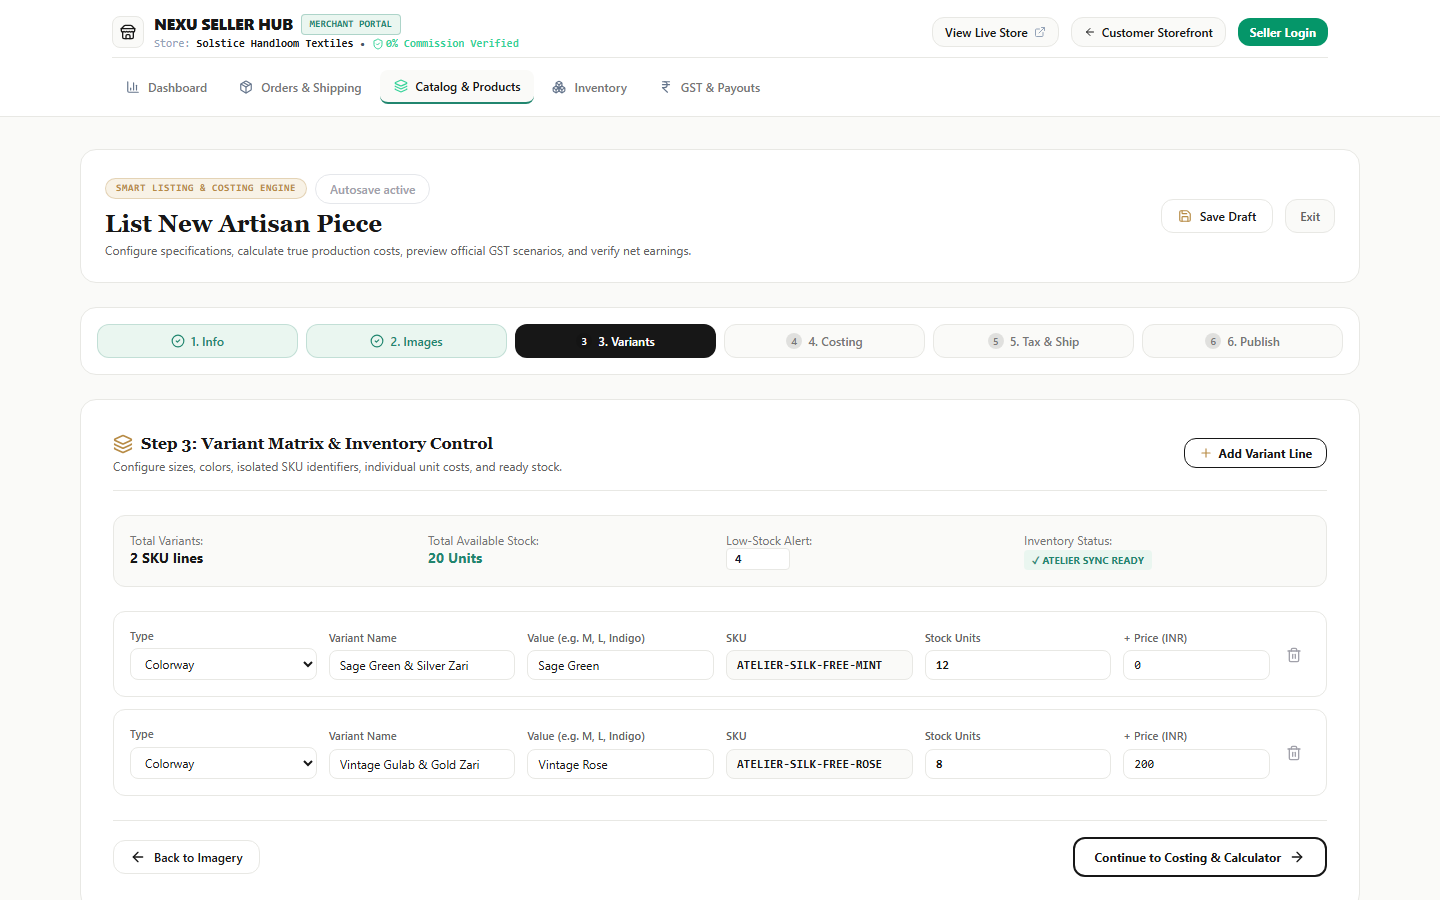 NEXU SELLER HUB
MERCHANT PORTAL
Store: Solstice Handloom Textiles • 0% Commission Verified
View Live Store
Customer Storefront
Seller Login
Dashboard
Orders & Shipping
Catalog & Products
Inventory
₹ GST & Payouts
SMART LISTING & COSTING ENGINE
Autosave active
List New Artisan Piece
Configure specifications, calculate true production costs, preview official GST scenarios, and verify net earnings.
Save Draft
Exit
1. Info
2. Images
3 3. Variants
4 4. Costing
5 5. Tax & Ship
6 6. Publish
Step 3: Variant Matrix & Inventory Control
Configure sizes, colors, isolated SKU identifiers, individual unit costs, and ready stock.
+ Add Variant Line
Total Variants:
2 SKU lines
Total Available Stock:
20 Units
Low-Stock Alert:
4
Inventory Status:
✓ ATELIER SYNC READY
Type
Variant Name
Value (e.g. M, L, Indigo)
SKU
Stock Units
+ Price (INR)
Colorway
Sage Green & Silver Zari
Sage Green
ATELIER-SILK-FREE-MINT
12
0
Type
Variant Name
Value (e.g. M, L, Indigo)
SKU
Stock Units
+ Price (INR)
Colorway
Vintage Gulab & Gold Zari
Vintage Rose
ATELIER-SILK-FREE-ROSE
8
200
← Back to Imagery
Continue to Costing & Calculator →